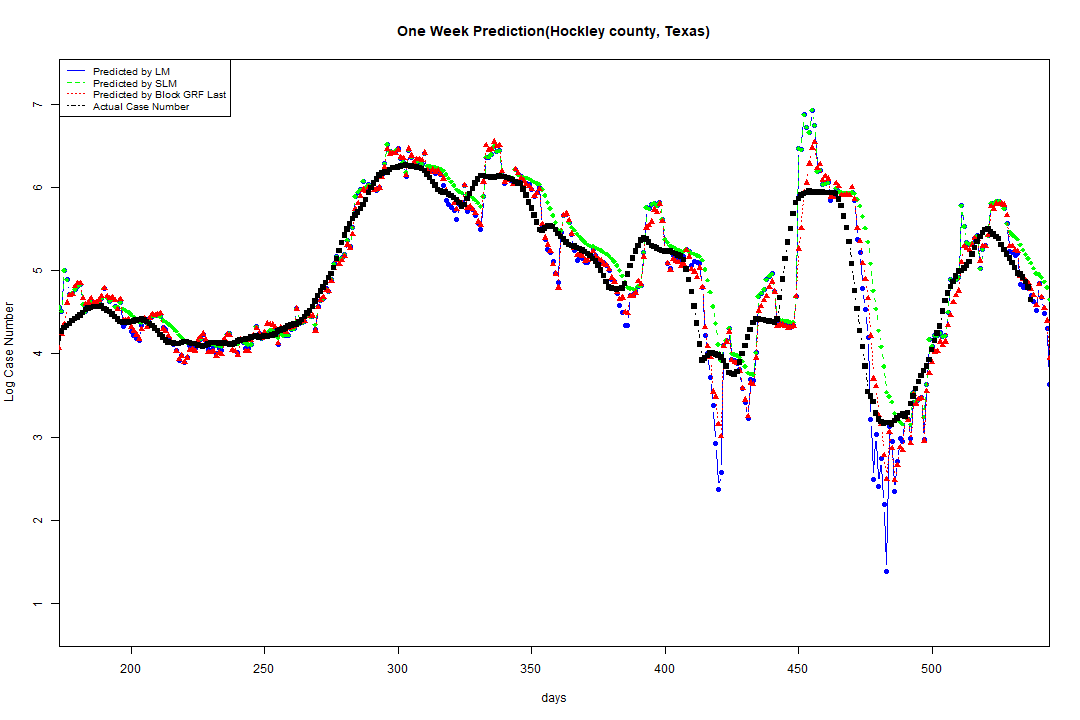 One Week Prediction(Hockley county, Texas)
Predicted by LM
Predicted by SLM
Predicted by Block GRF Last
Actual Case Number
7
6
5
4
3
2
1
Log Case Number
200 250 300 350 400 450 500
days